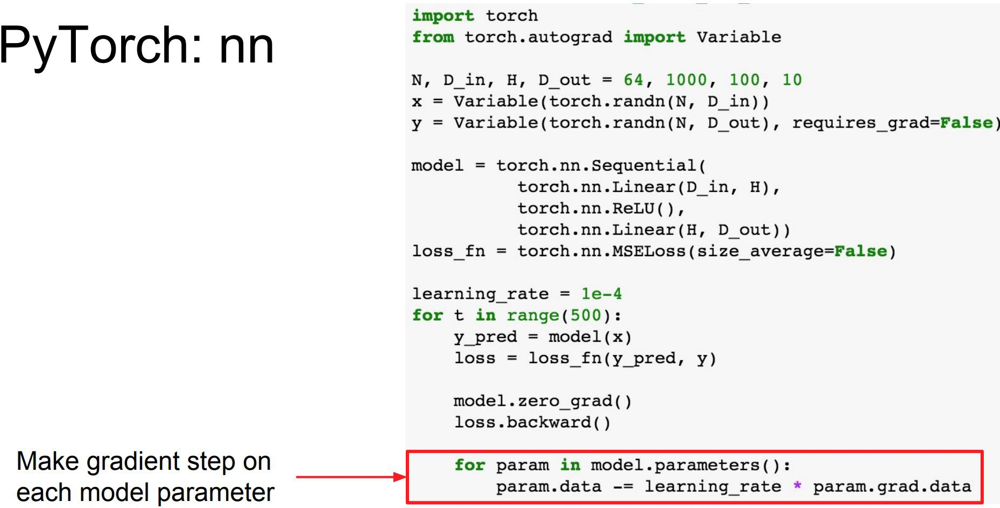 PyTorch: nn
import torch
from torch.autograd import Variable
N, D_in, H, D_out = 64, 1000, 100, 10
x = Variable(torch.randn(N, D_in))
y = Variable(torch.randn(N, D_out), requires_grad=False)
model = torch.nn.Sequential(
torch.nn.Linear(D_in, H),
torch.nn.ReLU(),
torch.nn.Linear(H, D_out))
loss_fn = torch.nn.MSELoss(size_average=False)
learning_rate = 1e-4
for t in range(500):
y_pred = model(x)
loss = loss_fn(y_pred, y)
model.zero_grad()
loss.backward()
for param in model.parameters():
param.data -= learning_rate * param.grad.data
Make gradient step on
each model parameter